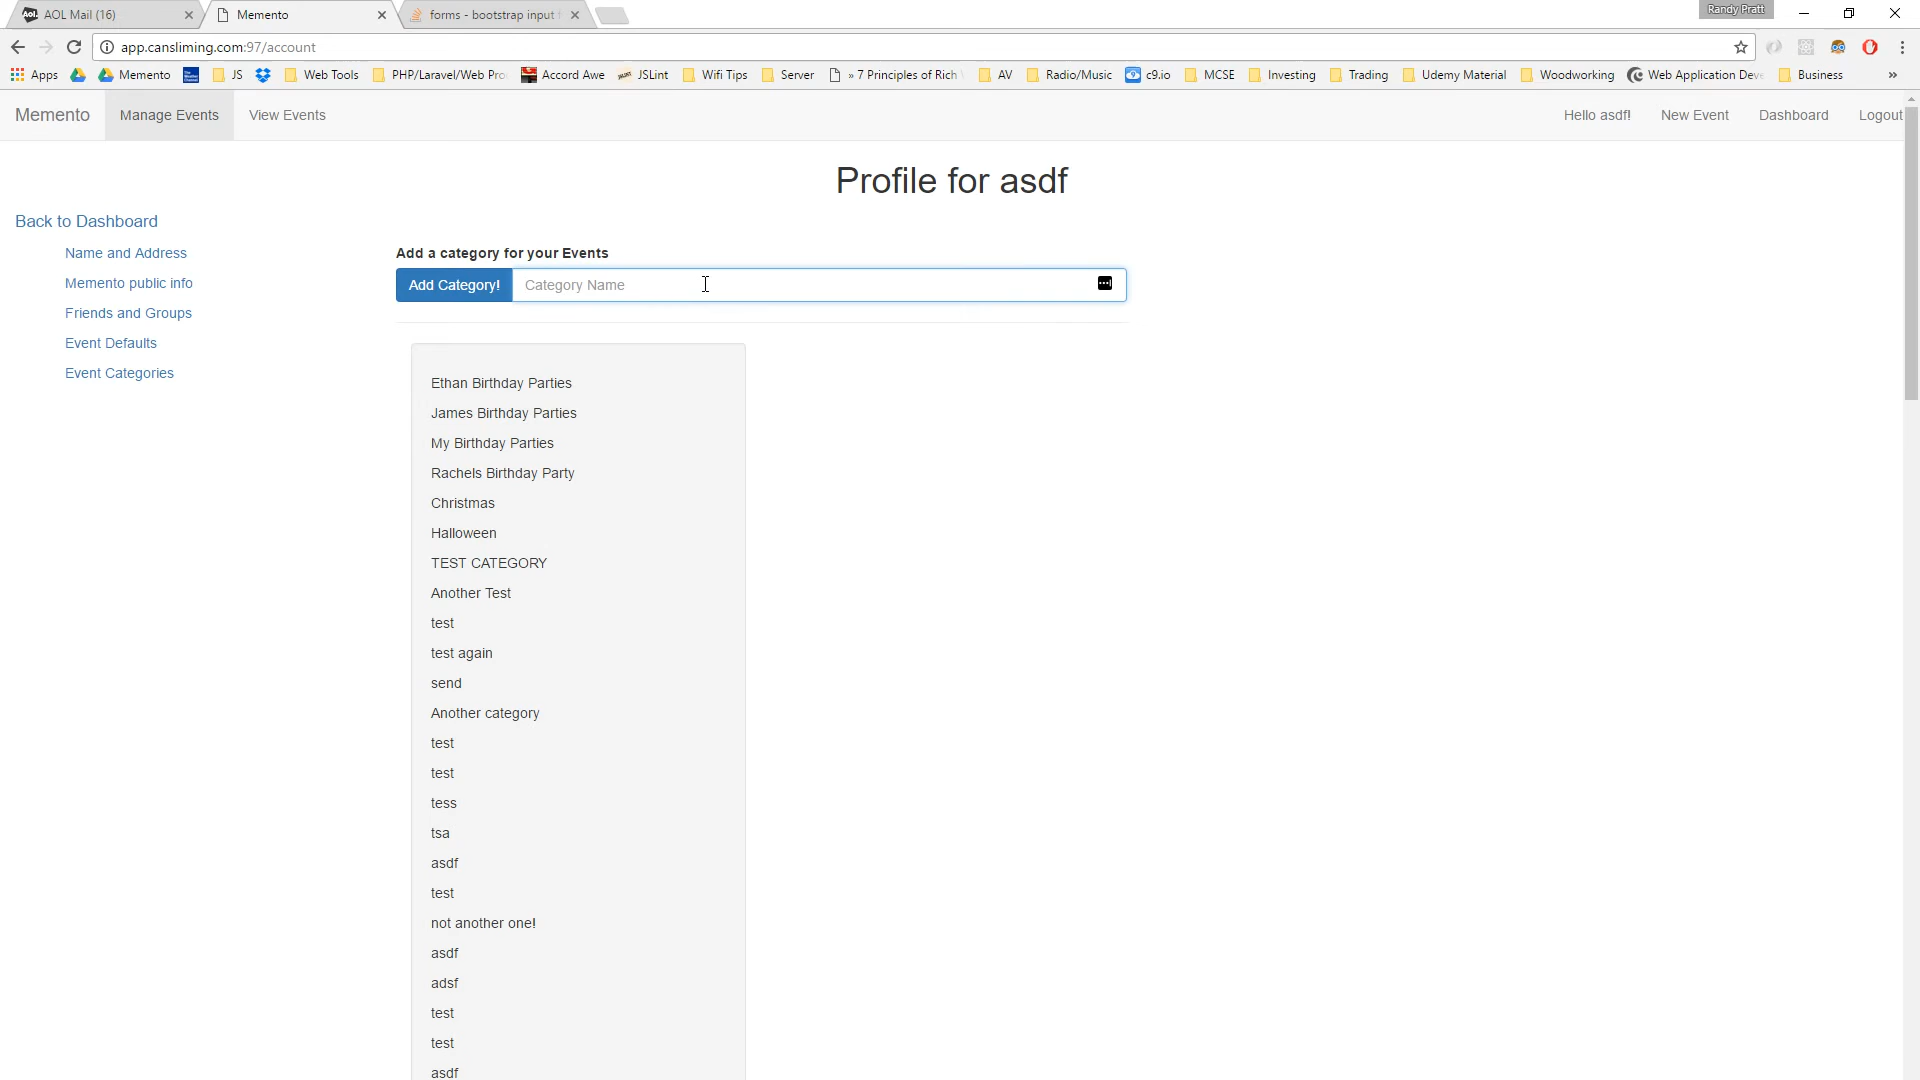 AOL Mail (16)
Memento
forms - bootstrap input
Randy Pratt
app.cansliming.com:97/account
Apps
Memento
JS
Web Tools
PHP/Laravel/Web Pro
Accord Awe
JSLint
Wifi Tips
Server
» 7 Principles of Rich
AV
Radio/Music
c9.io
MCSE
Investing
Trading
Udemy Material
Woodworking
Web Application Deve
Business
»
Memento
Manage Events
View Events
Hello asdf!
New Event
Dashboard
Logout
Profile for asdf
Back to Dashboard
Name and Address
Memento public info
Friends and Groups
Event Defaults
Event Categories
Add a category for your Events
Add Category!
Category Name
Ethan Birthday Parties
James Birthday Parties
My Birthday Parties
Rachels Birthday Party
Christmas
Halloween
TEST CATEGORY
Another Test
test
test again
send
Another category
test
test
tess
tsa
asdf
test
not another one!
asdf
adsf
test
test
asdf